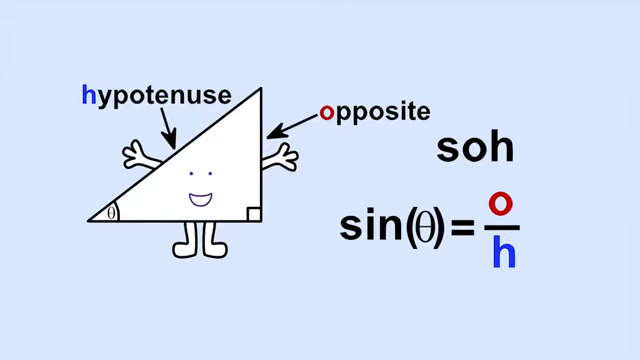 hypotenuse
opposite
soh
θ
sin(θ)=o/h